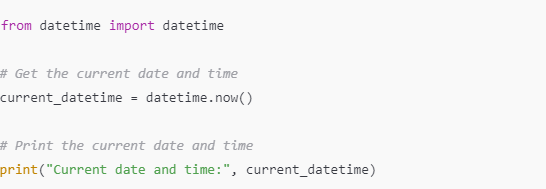 from datetime import datetime
# Get the current date and time
current_datetime = datetime.now()
# Print the current date and time
print("Current date and time:", current_datetime)